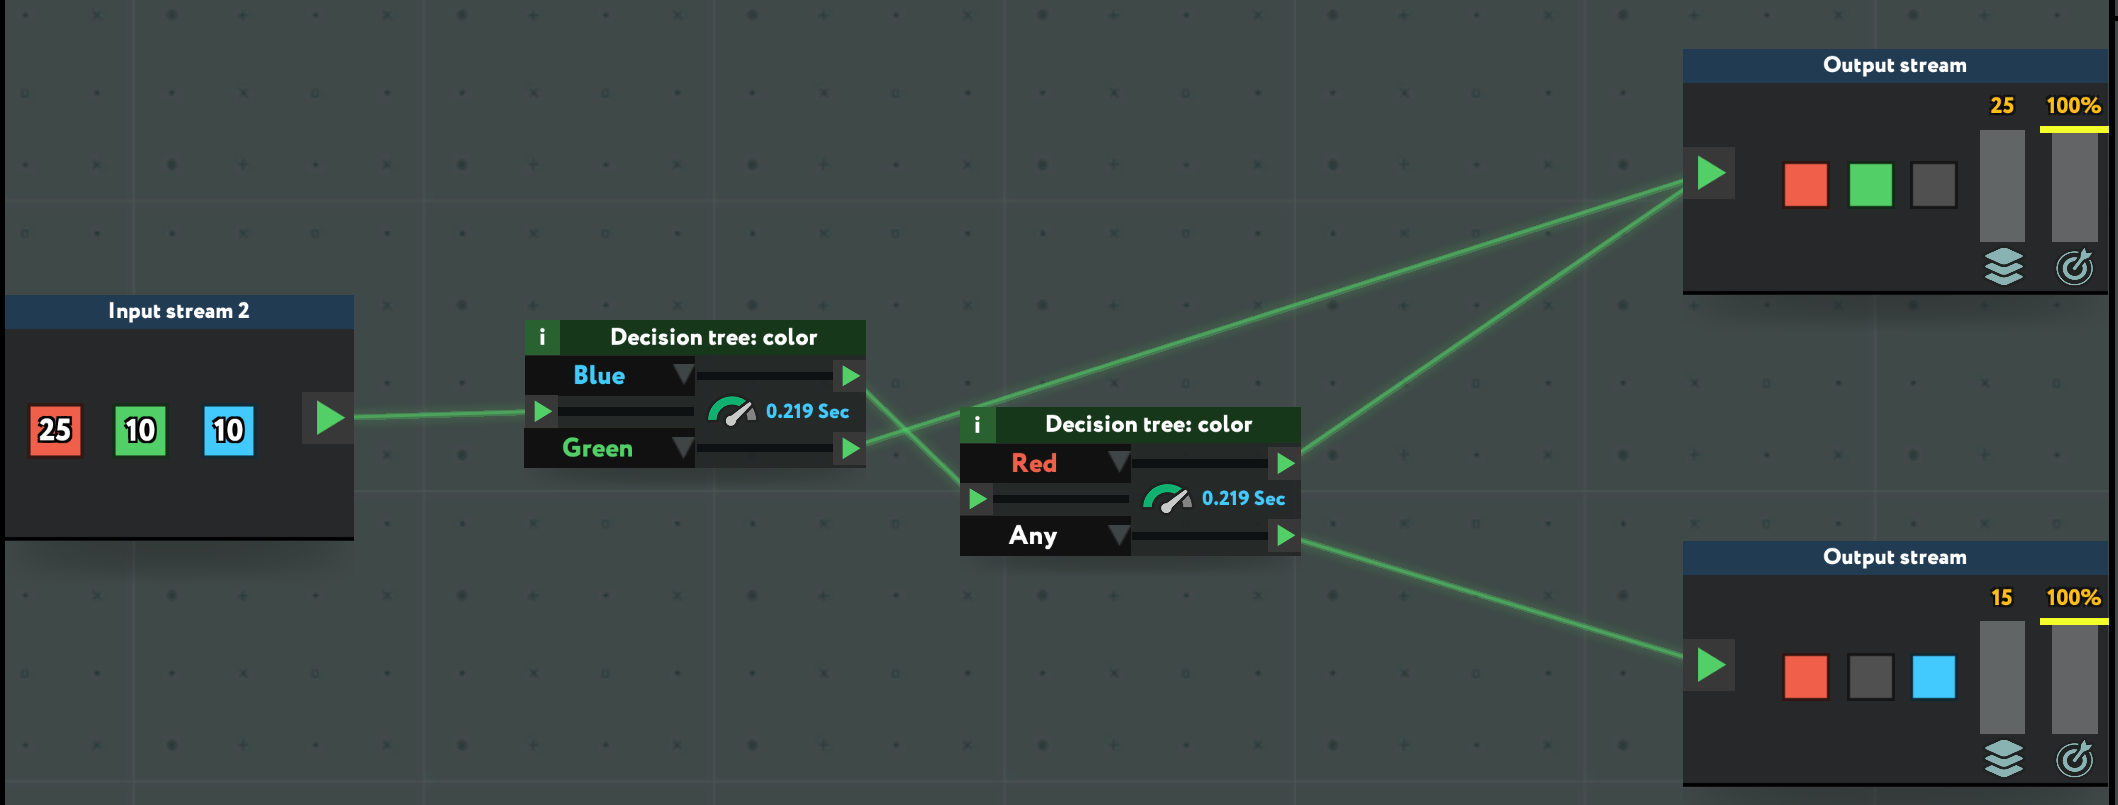 Output stream
25 100%
Input stream 2
25 10 10
i Decision tree: color
Blue
0.219 Sec
Green
i Decision tree: color
Red
0.219 Sec
Any
Output stream
15 100%